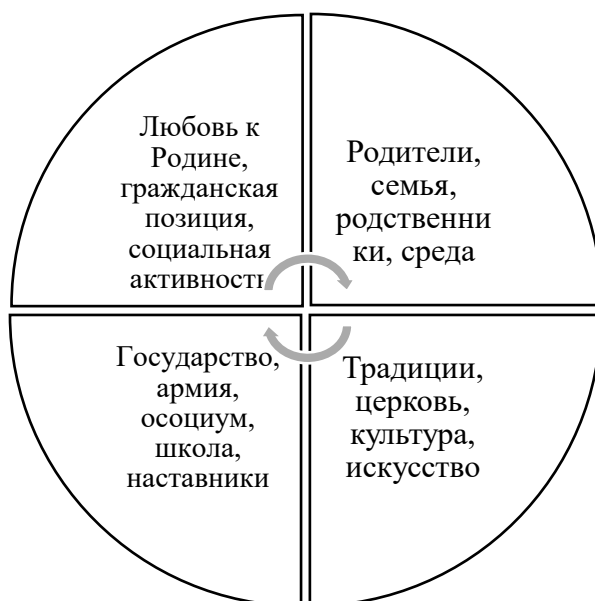 Любовь к
Родине,
гражданская
позиция,
социальная
активность
Родители,
семья,
родственни
ки, среда
Государство,
армия,
осоциум,
школа,
наставники
Традиции,
церковь,
культура,
искусство